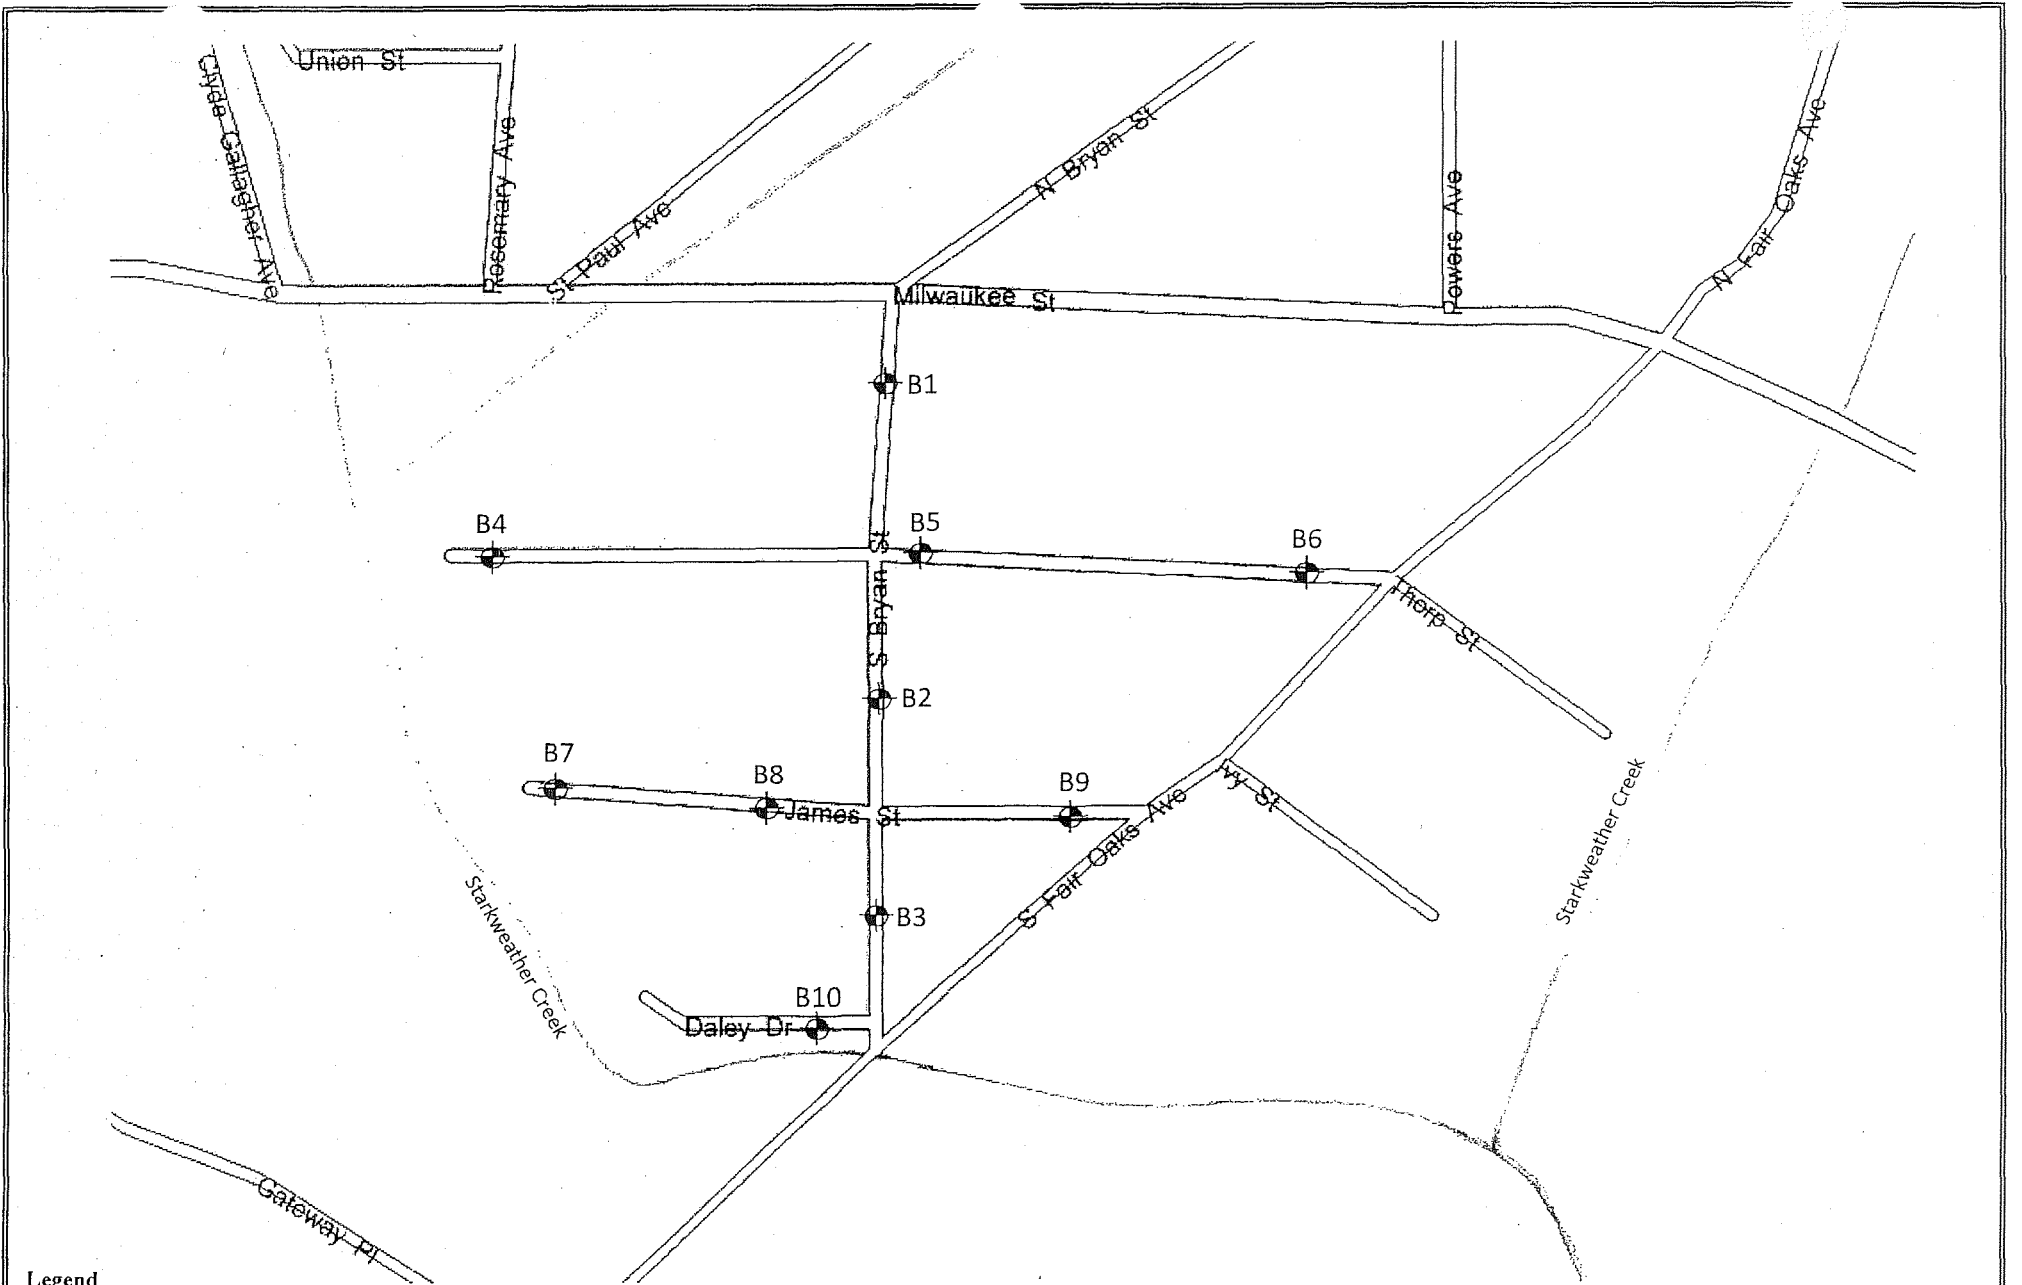 Union St
Clyde Gallagher Ave
Rosemary Ave
St Paul Ave
N Bryan St
Powers Ave
N Fair Oaks Ave
Milwaukee St
B1
B4
B5
B6
S Bryan St
Thorp St
B2
B7
B8
B9
James St
Ivy St
S Fair Oaks Ave
Starkweather Creek
Starkweather Creek
B3
B10
Daley Dr
Gateway Pl
Legend